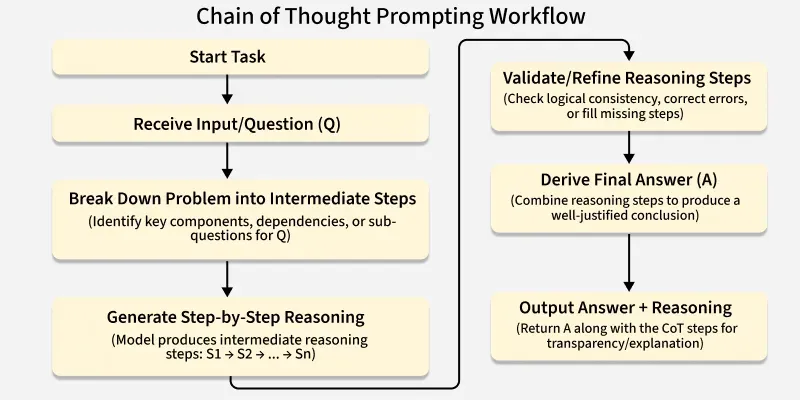 Chain of Thought Prompting Workflow
Start Task
Receive Input/Question (Q)
Break Down Problem into Intermediate Steps
(Identify key components, dependencies, or sub-
questions for Q)
Generate Step-by-Step Reasoning
(Model produces intermediate reasoning
steps: S1 → S2 → ... → Sn)
Validate/Refine Reasoning Steps
(Check logical consistency, correct errors,
or fill missing steps)
Derive Final Answer (A)
(Combine reasoning steps to produce a
well-justified conclusion)
Output Answer + Reasoning
(Return A along with the CoT steps for
transparency/explanation)